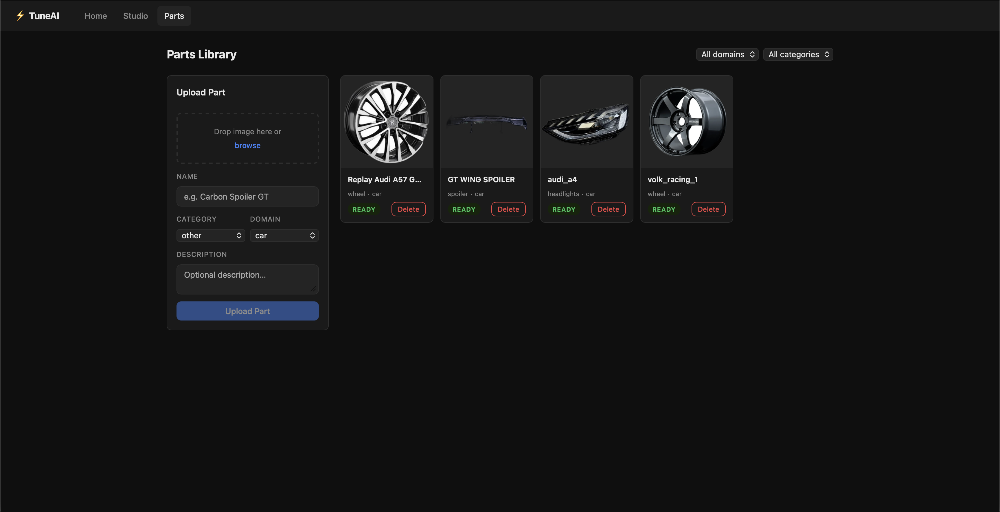 ⚡ TuneAI
Home
Studio
Parts
Parts Library
All domains
All categories
Upload Part
Drop image here or
browse
NAME
e.g. Carbon Spoiler GT
CATEGORY
DOMAIN
other
car
DESCRIPTION
Optional description...
Upload Part
Replay Audi A57 G...
wheel · car
READY
Delete
GT WING SPOILER
spoiler · car
READY
Delete
audi_a4
headlights · car
READY
Delete
volk_racing_1
wheel · car
READY
Delete